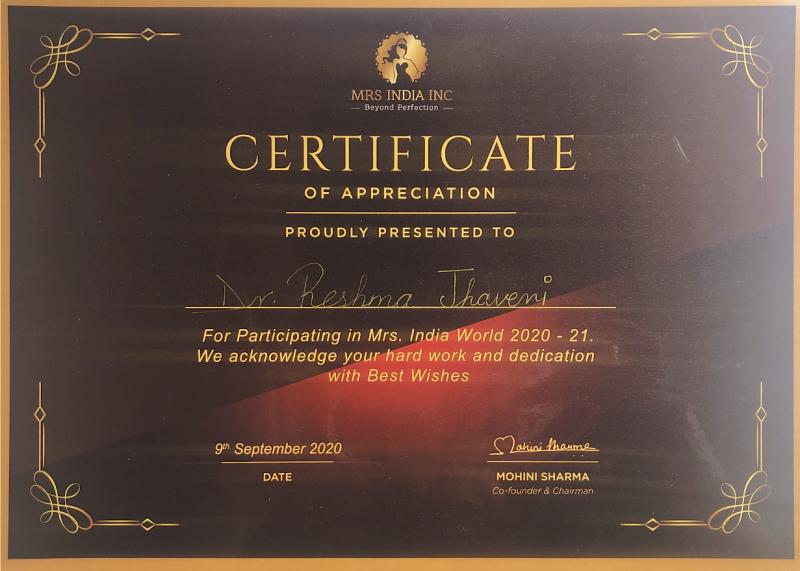 MRS INDIA INC
Beyond Perfection
CERTIFICATE
OF APPRECIATION
PROUDLY PRESENTED TO
Dr. Reshma Jhaveri
For Participating in Mrs. India World 2020 - 21.
We acknowledge your hard work and dedication
with Best Wishes
9th September 2020
DATE
Mohini Sharma
MOHINI SHARMA
Co-founder & Chairman